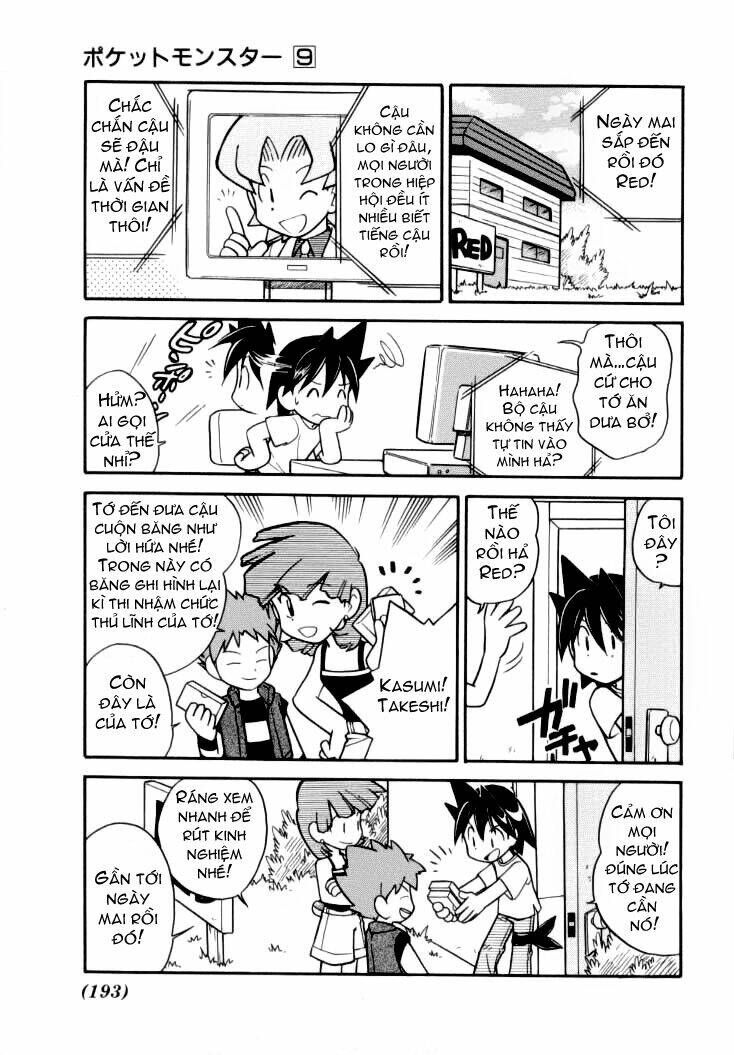 ポケットモンスター 9
Ngày mai
sắp đến
rồi đó
Red!
RED
Cậu
không cần
lo gì đâu,
mọi người
trong hiệp
hội đều ít
nhiều biết
tiếng cậu
rồi!
Chắc
chắn cậu
sẽ đậu
mà! Chỉ
là vấn đề
thời gian
thôi!
Thôi
mà...cậu
cứ cho
tớ ăn
dưa bở!
Hahaha!
Bộ cậu
không thấy
tự tin vào
mình hả?
Hửm?
Ai gọi
cửa thế
nhỉ?
Tôi
đây
?
Thế
nào
rồi hả
Red?
ガチャ
Kasumi!
Takeshi!
Tớ đến đưa cậu
cuộn băng như
lời hứa nhé!
Trong này có
băng ghi hình lại
kì thi nhậm chức
thủ lĩnh của tớ!
Còn
đây là
của tớ!
Cảm ơn
mọi
người!
Đúng lúc
tớ đang
cần
nó!
Ráng xem
nhanh để
rút kinh
nghiệm
nhé!
Gần tới
ngày
mai rồi
đó!
(193)